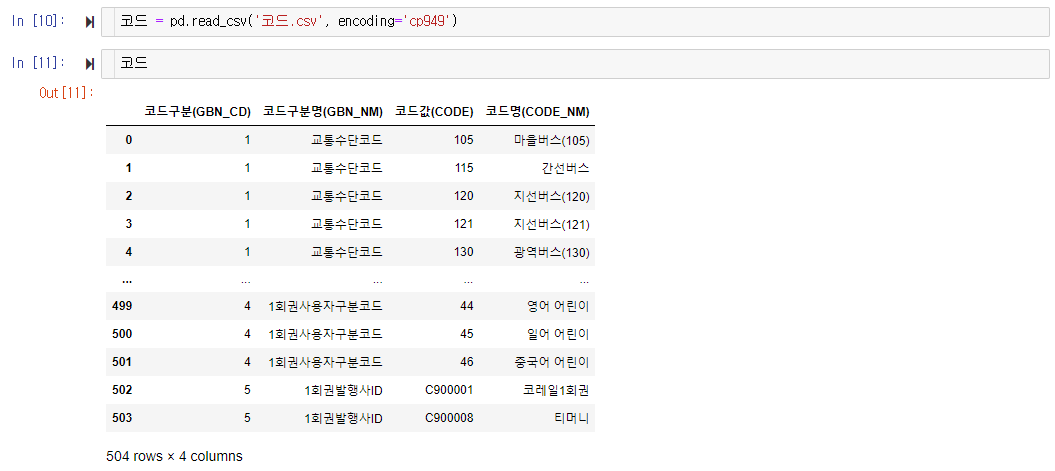 In [10]: 코드 = pd.read_csv('코드.csv', encoding='cp949')
In [11]: 코드
Out[11]:
코드구분(GBN_CD) 코드구분명(GBN_NM) 코드값(CODE) 코드명(CODE_NM)
0 1 교통수단코드 105 마을버스(105)
1 1 교통수단코드 115 간선버스
2 1 교통수단코드 120 지선버스(120)
3 1 교통수단코드 121 지선버스(121)
4 1 교통수단코드 130 광역버스(130)
... ... ... ... ...
499 4 1회권사용자구분코드 44 영어 어린이
500 4 1회권사용자구분코드 45 일어 어린이
501 4 1회권사용자구분코드 46 중국어 어린이
502 5 1회권발행사ID C900001 코레일1회권
503 5 1회권발행사ID C900008 티머니
504 rows × 4 columns